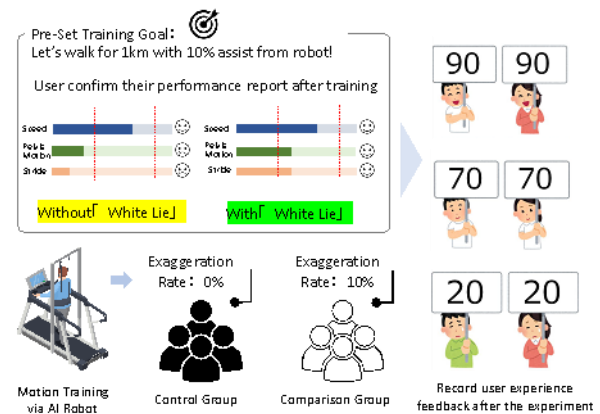 Pre-Set Training Goal:
Let's walk for 1km with 10% assist from robot!
User confirm their performance report after training
Speed
Pelvis
Motion
Stride
Speed
Pelvis
Motion
Stride
Without「 White Lie」
With「 White Lie」
90 90
70 70
20 20
Exaggeration
Rate: 0%
Exaggeration
Rate: 10%
Motion Training
via AI Robot
Control Group
Comparison Group
Record user experience
feedback after the experiment